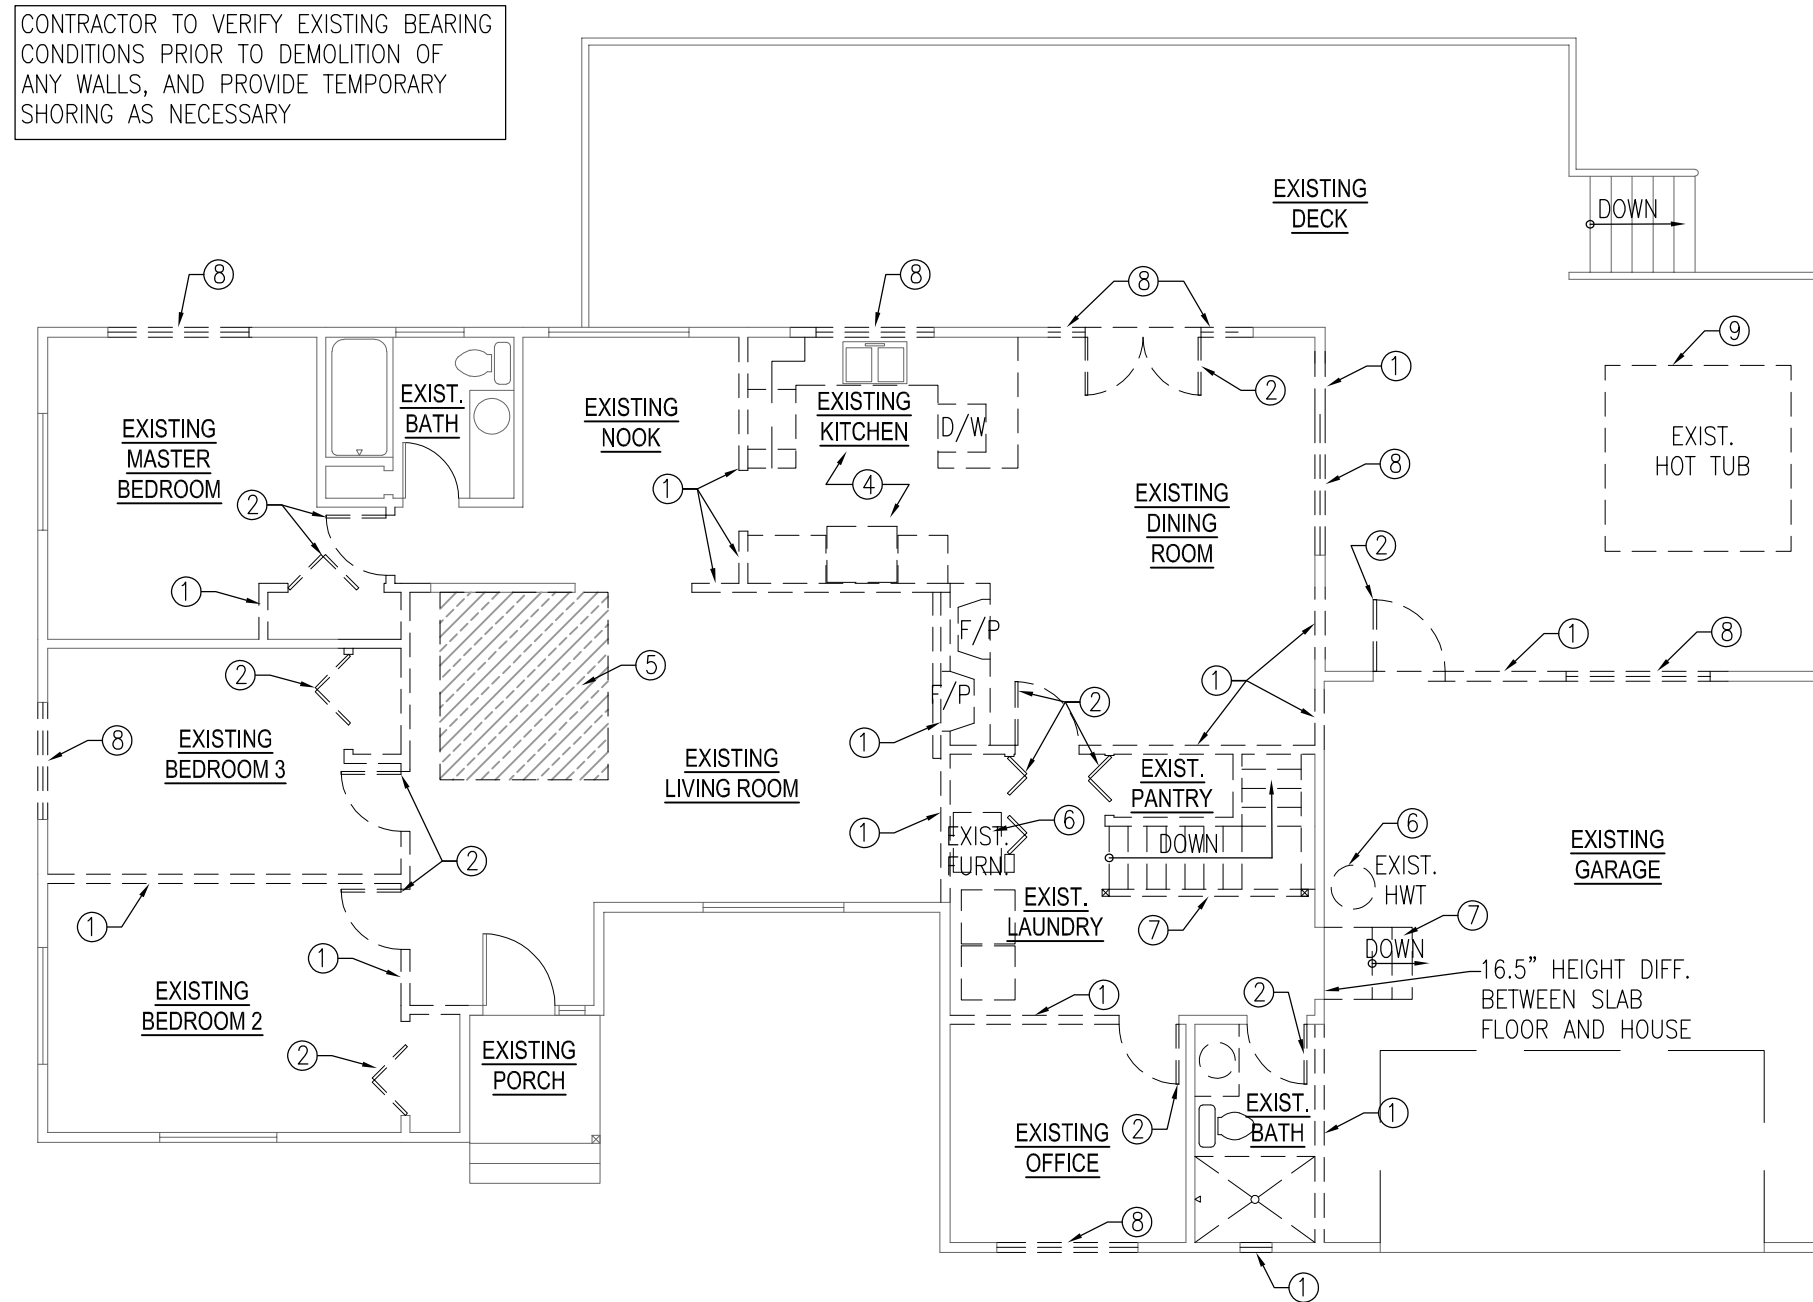 CONTRACTOR TO VERIFY EXISTING BEARING
CONDITIONS PRIOR TO DEMOLITION OF
ANY WALLS, AND PROVIDE TEMPORARY
SHORING AS NECESSARY
EXISTING
DECK
DOWN
8
8
8
9
1
2
EXIST.
HOT TUB
EXISTING
MASTER
BEDROOM
EXIST.
BATH
EXISTING
NOOK
EXISTING
KITCHEN
D/W
8
2
1
4
EXISTING
DINING
ROOM
2
1
5
F/P
F/P
1
8
2
1
2
1
8
EXISTING
BEDROOM 3
EXISTING
LIVING ROOM
EXIST.
PANTRY
1
6
EXIST.
FURN.
DOWN
6
EXIST.
HWT
EXISTING
GARAGE
2
1
EXIST.
LAUNDRY
7
7
DOWN
1
16.5" HEIGHT DIFF.
BETWEEN SLAB
FLOOR AND HOUSE
EXISTING
BEDROOM 2
1
2
2
EXISTING
PORCH
EXISTING
OFFICE
2
EXIST.
BATH
1
8
1